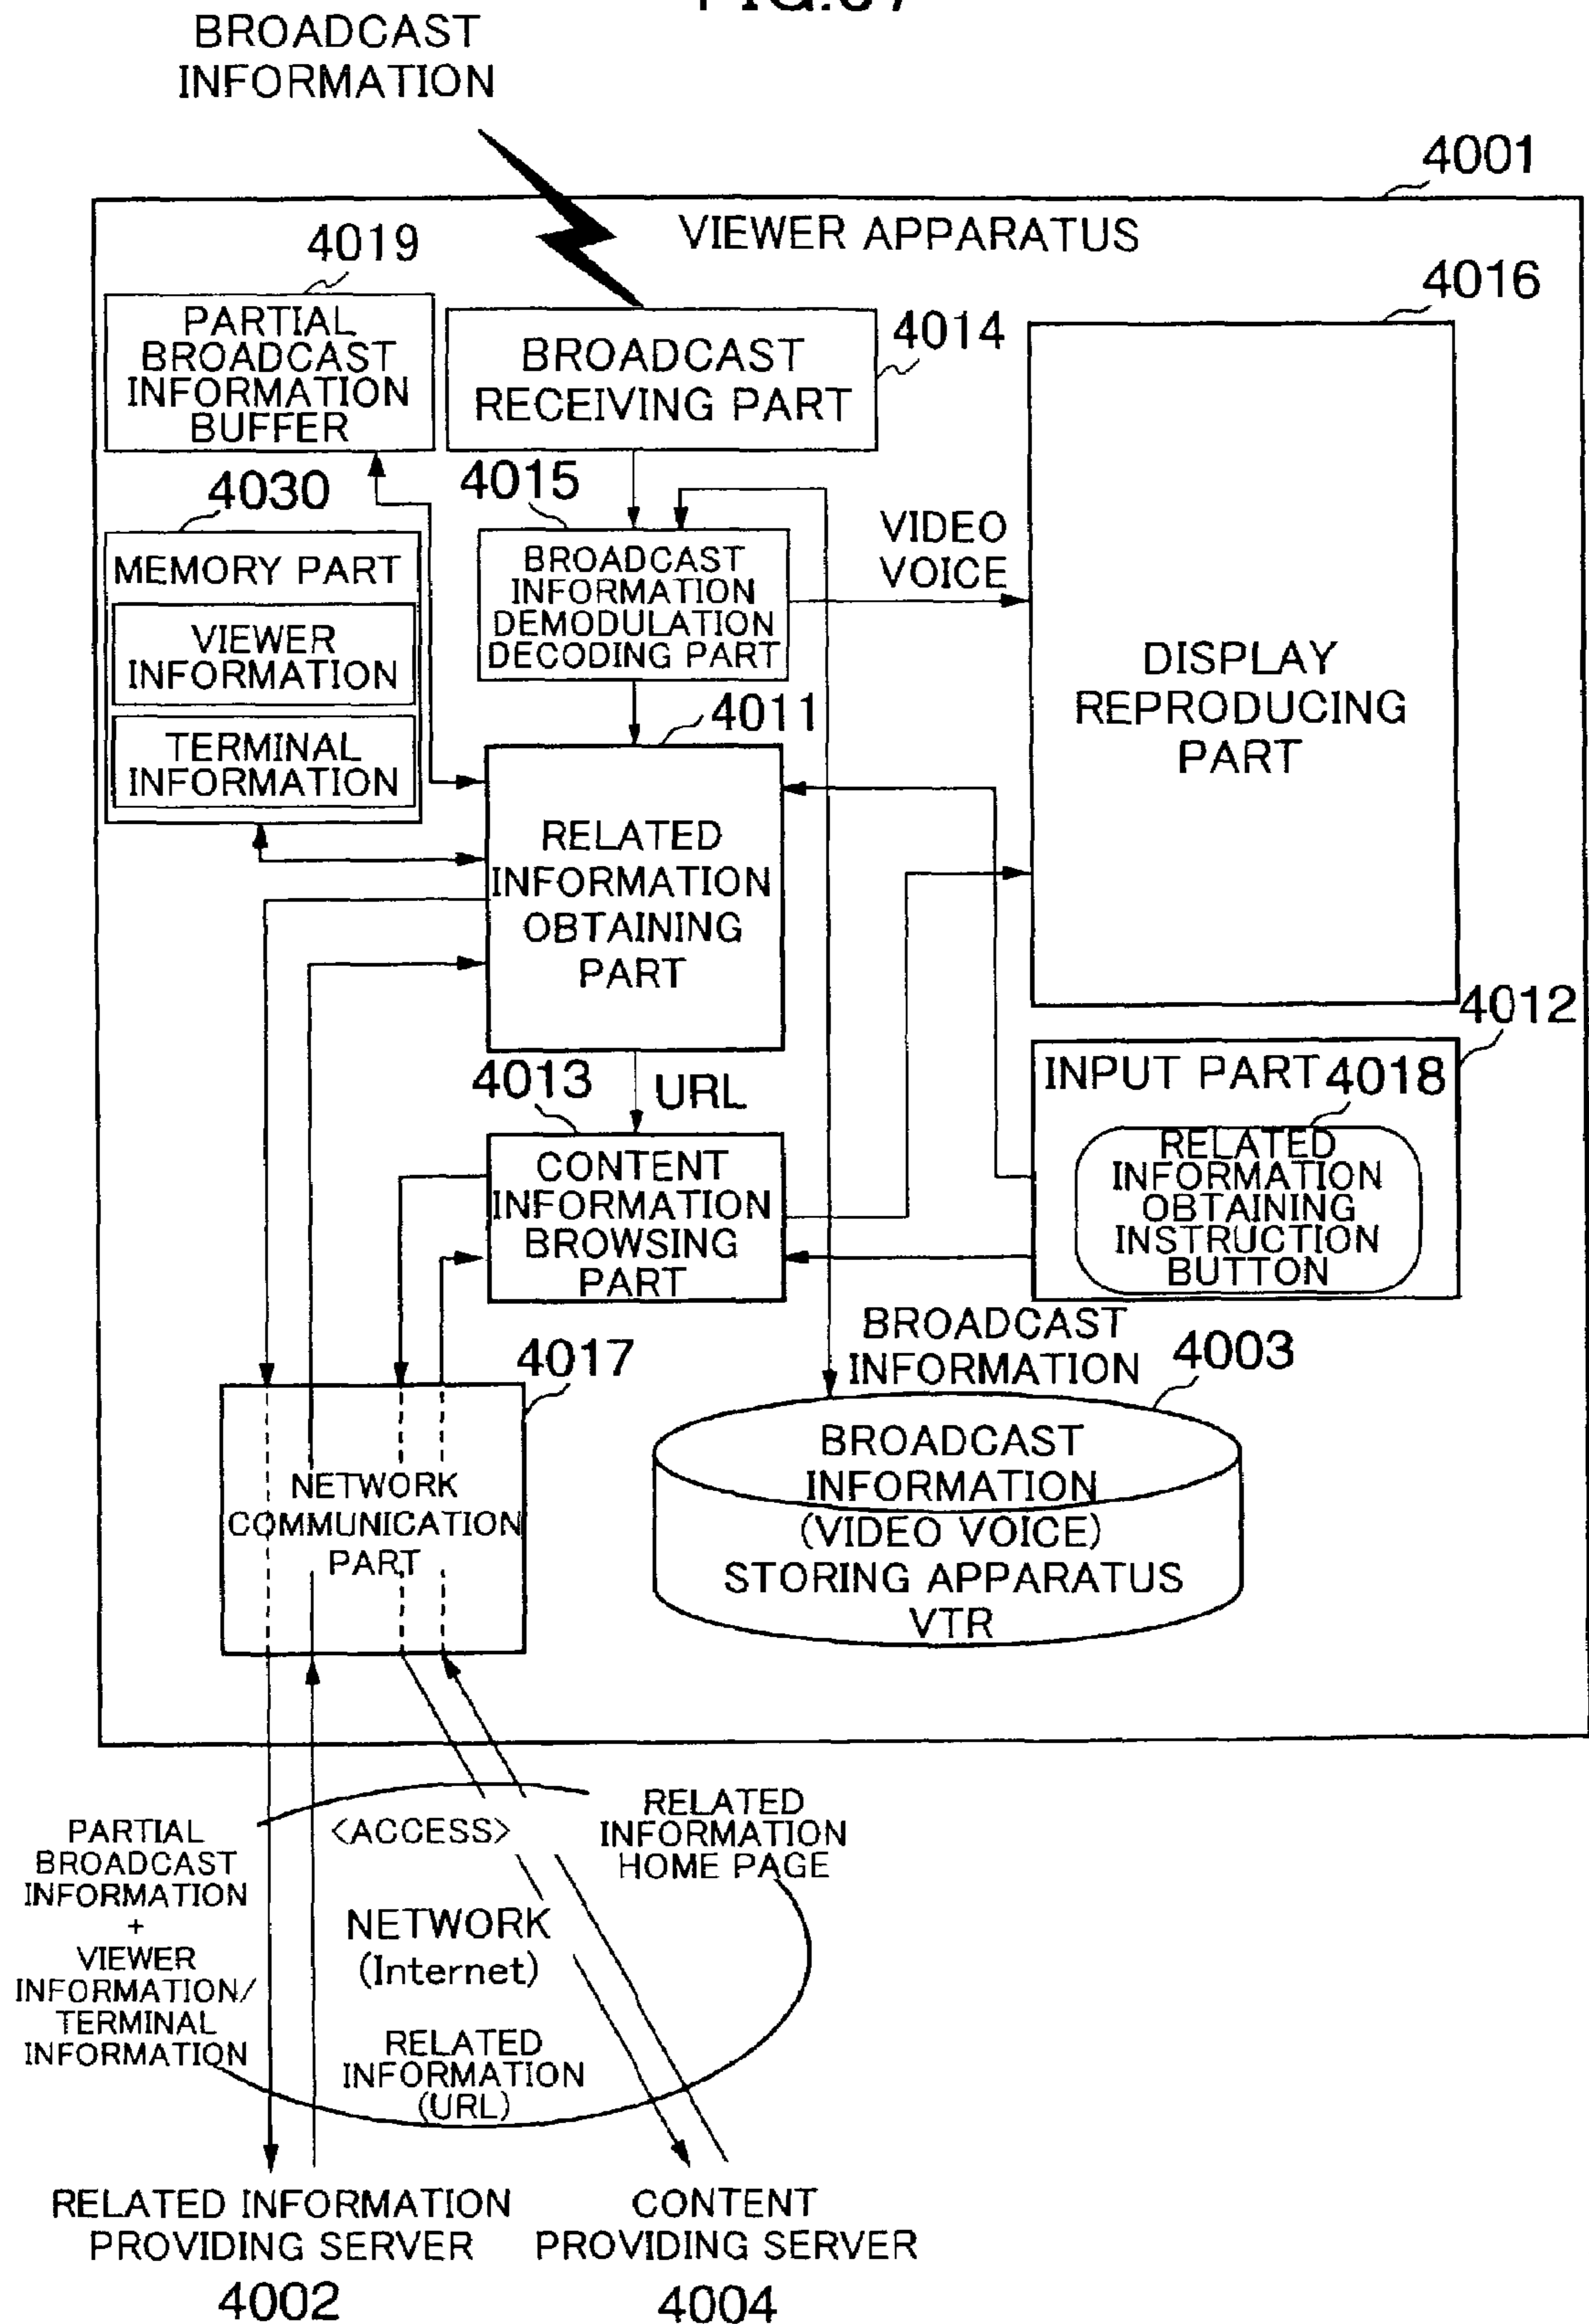 BROADCAST
INFORMATION
4001
VIEWER APPARATUS
4019
4016
PARTIAL
BROADCAST
INFORMATION
BUFFER
BROADCAST
RECEIVING PART
4014
4030
4015
MEMORY PART
VIEWER
INFORMATION
TERMINAL
INFORMATION
BROADCAST
INFORMATION
DEMODULATION
DECODING PART
VIDEO
VOICE
DISPLAY
REPRODUCING
PART
4011
RELATED
INFORMATION
OBTAINING
PART
4012
4013
URL
INPUT PART
4018
RELATED
INFORMATION
OBTAINING
INSTRUCTION
BUTTON
CONTENT
INFORMATION
BROWSING
PART
BROADCAST
INFORMATION
4003
4017
NETWORK
COMMUNICATION
PART
BROADCAST
INFORMATION
(VIDEO VOICE)
STORING APPARATUS
VTR
PARTIAL
BROADCAST
INFORMATION
+
VIEWER
INFORMATION/
TERMINAL
INFORMATION
<ACCESS>
RELATED
INFORMATION
HOME PAGE
NETWORK
(Internet)
RELATED
INFORMATION
(URL)
RELATED INFORMATION
PROVIDING SERVER
4002
CONTENT
PROVIDING SERVER
4004